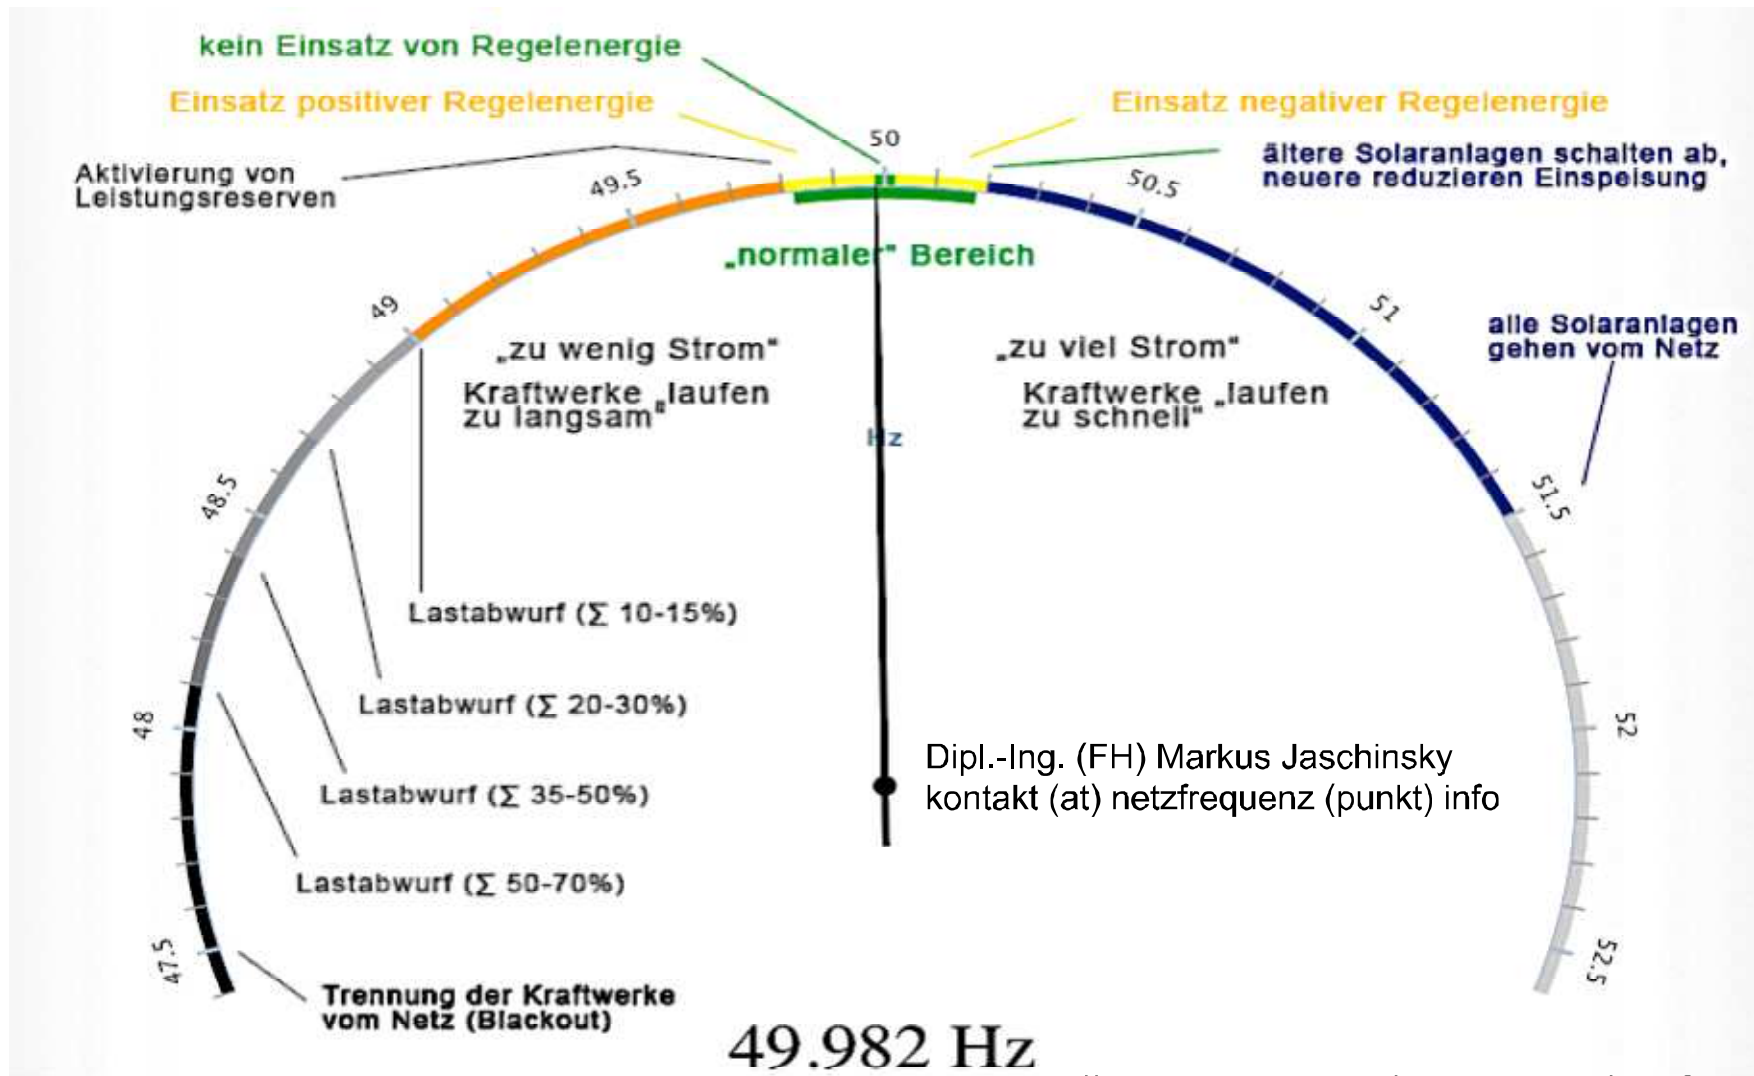 kein Einsatz von Regelenergie
Einsatz positiver Regelenergie
Einsatz negativer Regelenergie
50
Aktivierung von
Leistungsreserven
49.5
50.5
ältere Solaranlagen schalten ab,
neuere reduzieren Einspeisung
„normaler“ Bereich
49
51
alle Solaranlagen
gehen vom Netz
„zu wenig Strom“
Kraftwerke „laufen
zu langsam“
„zu viel Strom“
Kraftwerke „laufen
zu schnell“
Hz
48.5
51.5
Lastabwurf (∑ 10-15%)
Lastabwurf (∑ 20-30%)
48
52
Dipl.-Ing. (FH) Markus Jaschinsky
kontakt (at) netzfrequenz (punkt) info
Lastabwurf (∑ 35-50%)
Lastabwurf (∑ 50-70%)
47.5
52.5
Trennung der Kraftwerke
vom Netz (Blackout)
49.982 Hz